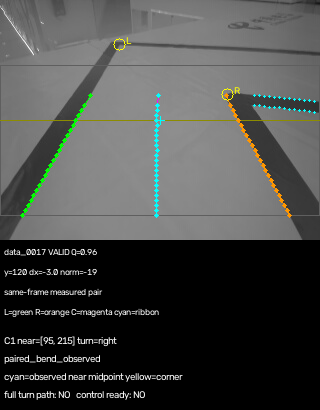 L
R
data_0017 VALID Q=0.96
y=120 dx=-3.0 norm=-19
same-frame measured pair
L=green R=orange C=magenta cyan=ribbon
C1 near=[95, 215] turn=right
paired_bend_observed
cyan=observed near midpoint yellow=corner
full turn path: NO control ready: NO